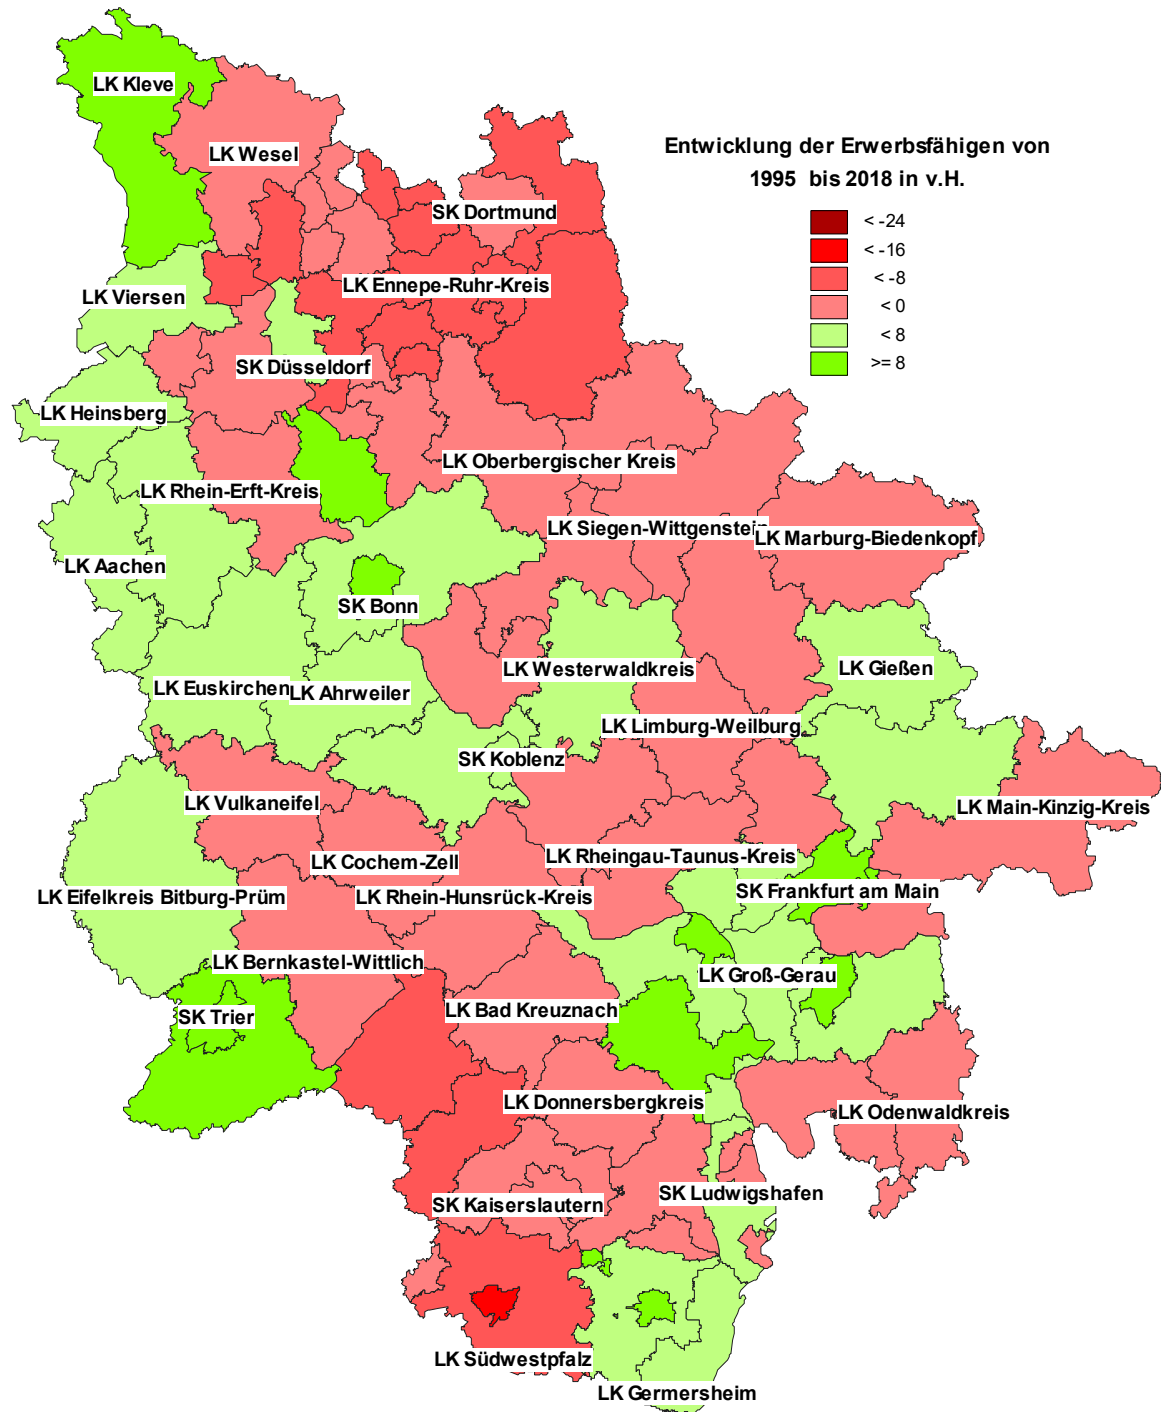 LK Kleve
LK Wesel
Entwicklung der Erwerbsfähigen von
1995 bis 2018 in v.H.
< -24
< -16
< -8
< 0
< 8
>= 8
SK Dortmund
LK Ennepe-Ruhr-Kreis
LK Viersen
SK Düsseldorf
LK Heinsberg
LK Oberbergischer Kreis
LK Rhein-Erft-Kreis
LK Siegen-Wittgenstein
LK Marburg-Biedenkopf
LK Aachen
SK Bonn
LK Westerwaldkreis
LK Gießen
LK Euskirchen
LK Ahrweiler
LK Limburg-Weilburg
SK Koblenz
LK Vulkaneifel
LK Main-Kinzig-Kreis
LK Cochem-Zell
LK Rheingau-Taunus-Kreis
LK Eifelkreis Bitburg-Prüm
LK Rhein-Hunsrück-Kreis
SK Frankfurt am Main
LK Bernkastel-Wittlich
LK Groß-Gerau
SK Trier
LK Bad Kreuznach
LK Donnersbergkreis
LK Odenwaldkreis
SK Ludwigshafen
SK Kaiserslautern
LK Südwestpfalz
LK Germersheim